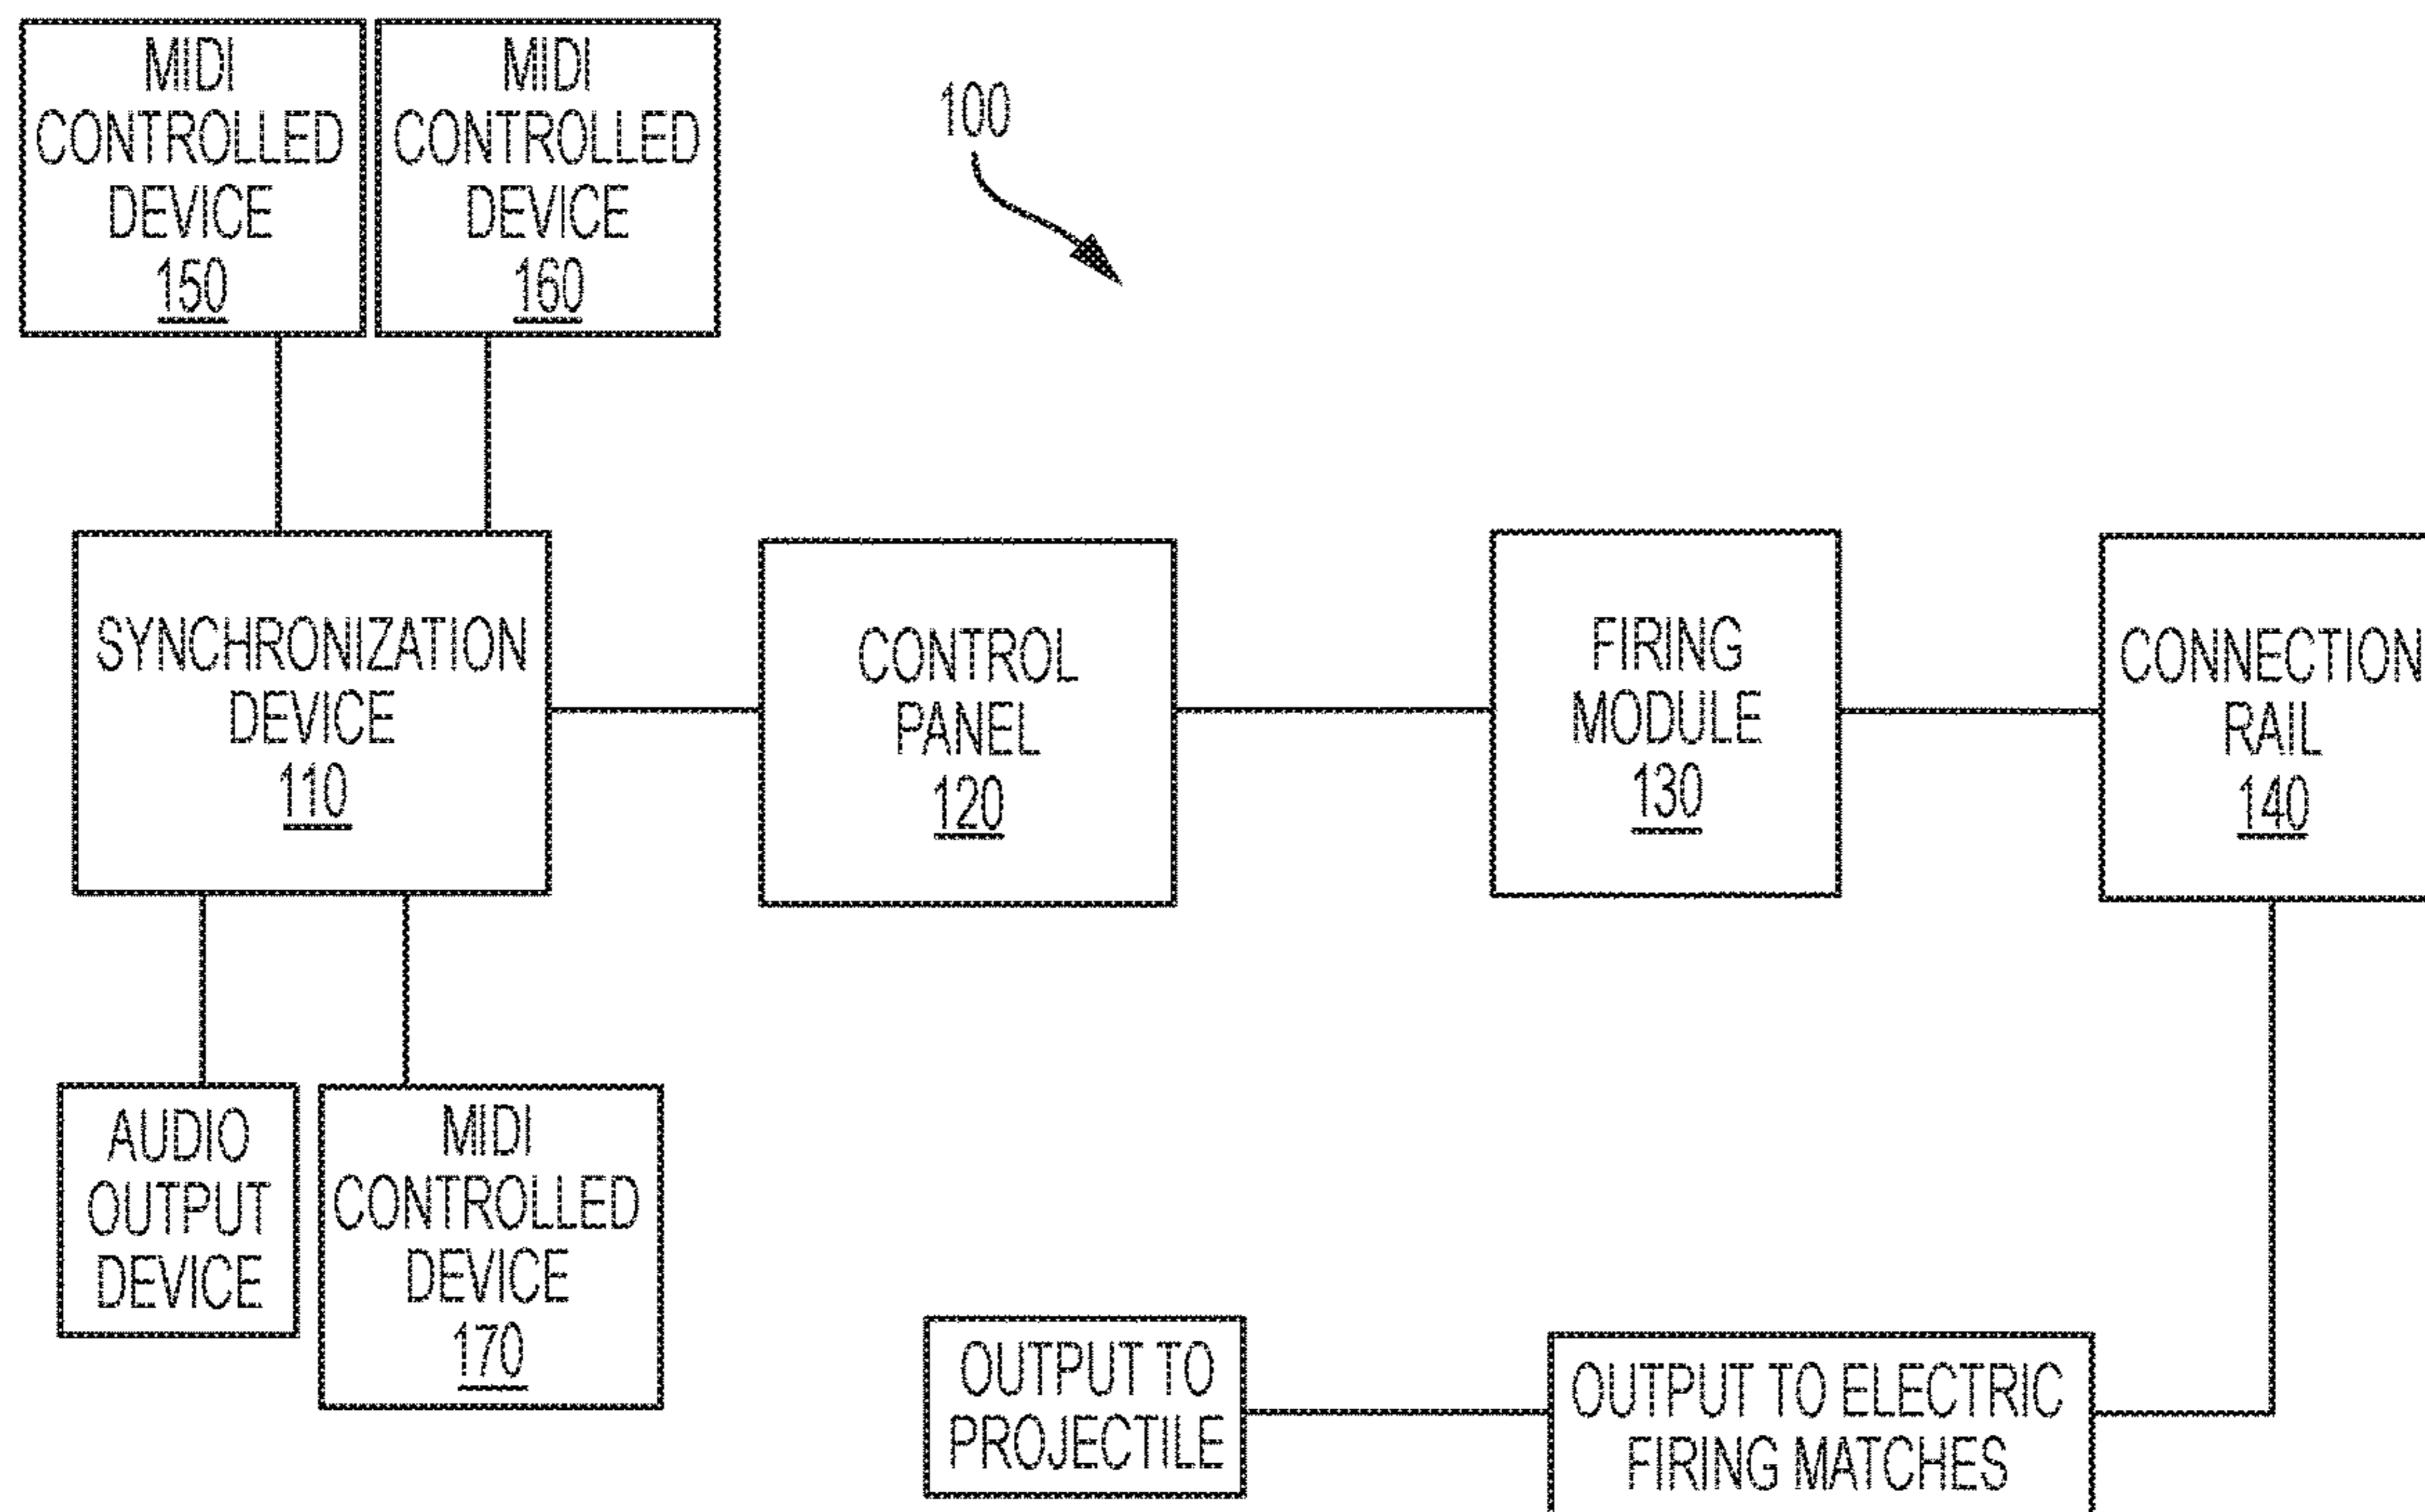 MIDI
CONTROLLED
DEVICE
150
MIDI
CONTROLLED
DEVICE
160
100
SYNCHRONIZATION
DEVICE
110
CONTROL
PANEL
120
FIRING
MODULE
130
CONNECTION
RAIL
140
AUDIO
OUTPUT
DEVICE
MIDI
CONTROLLED
DEVICE
170
OUTPUT TO
PROJECTILE
OUTPUT TO ELECTRIC
FIRING MATCHES